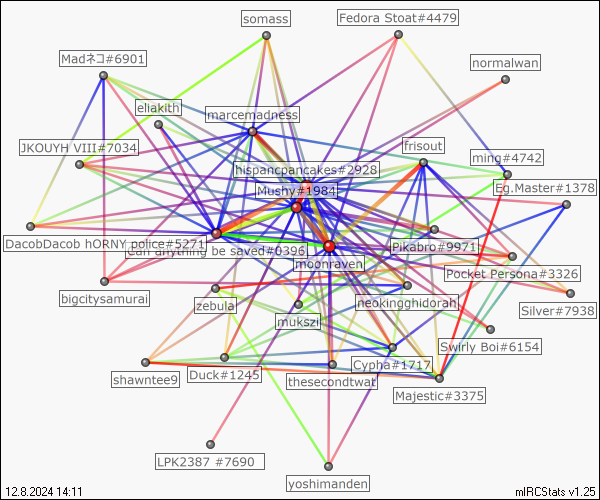 somass
Fedora Stoat#4479
Madネコ#6901
normalwan
eliakith
marcemadness
JKOUYH VIII#7034
frisout
ming#4742
hispancpancakes#2928
Mushy#1984
Eg.Master#1378
DacobDacob hORNY police#5271
Can anything be saved#0396
Pikabro#9971
moonraven
Pocket Persona#3326
bigcitysamurai
zebular
neokingghidorah
Silver#7938
mukszil
Swirly Boi#6154
shawntee9
Duck#1245
thesecondtwat
Cypha#1717
Majestic#3375
LPK2387 #7690
yoshimanden
12.8.2024 14:11
mIRCStats v1.25